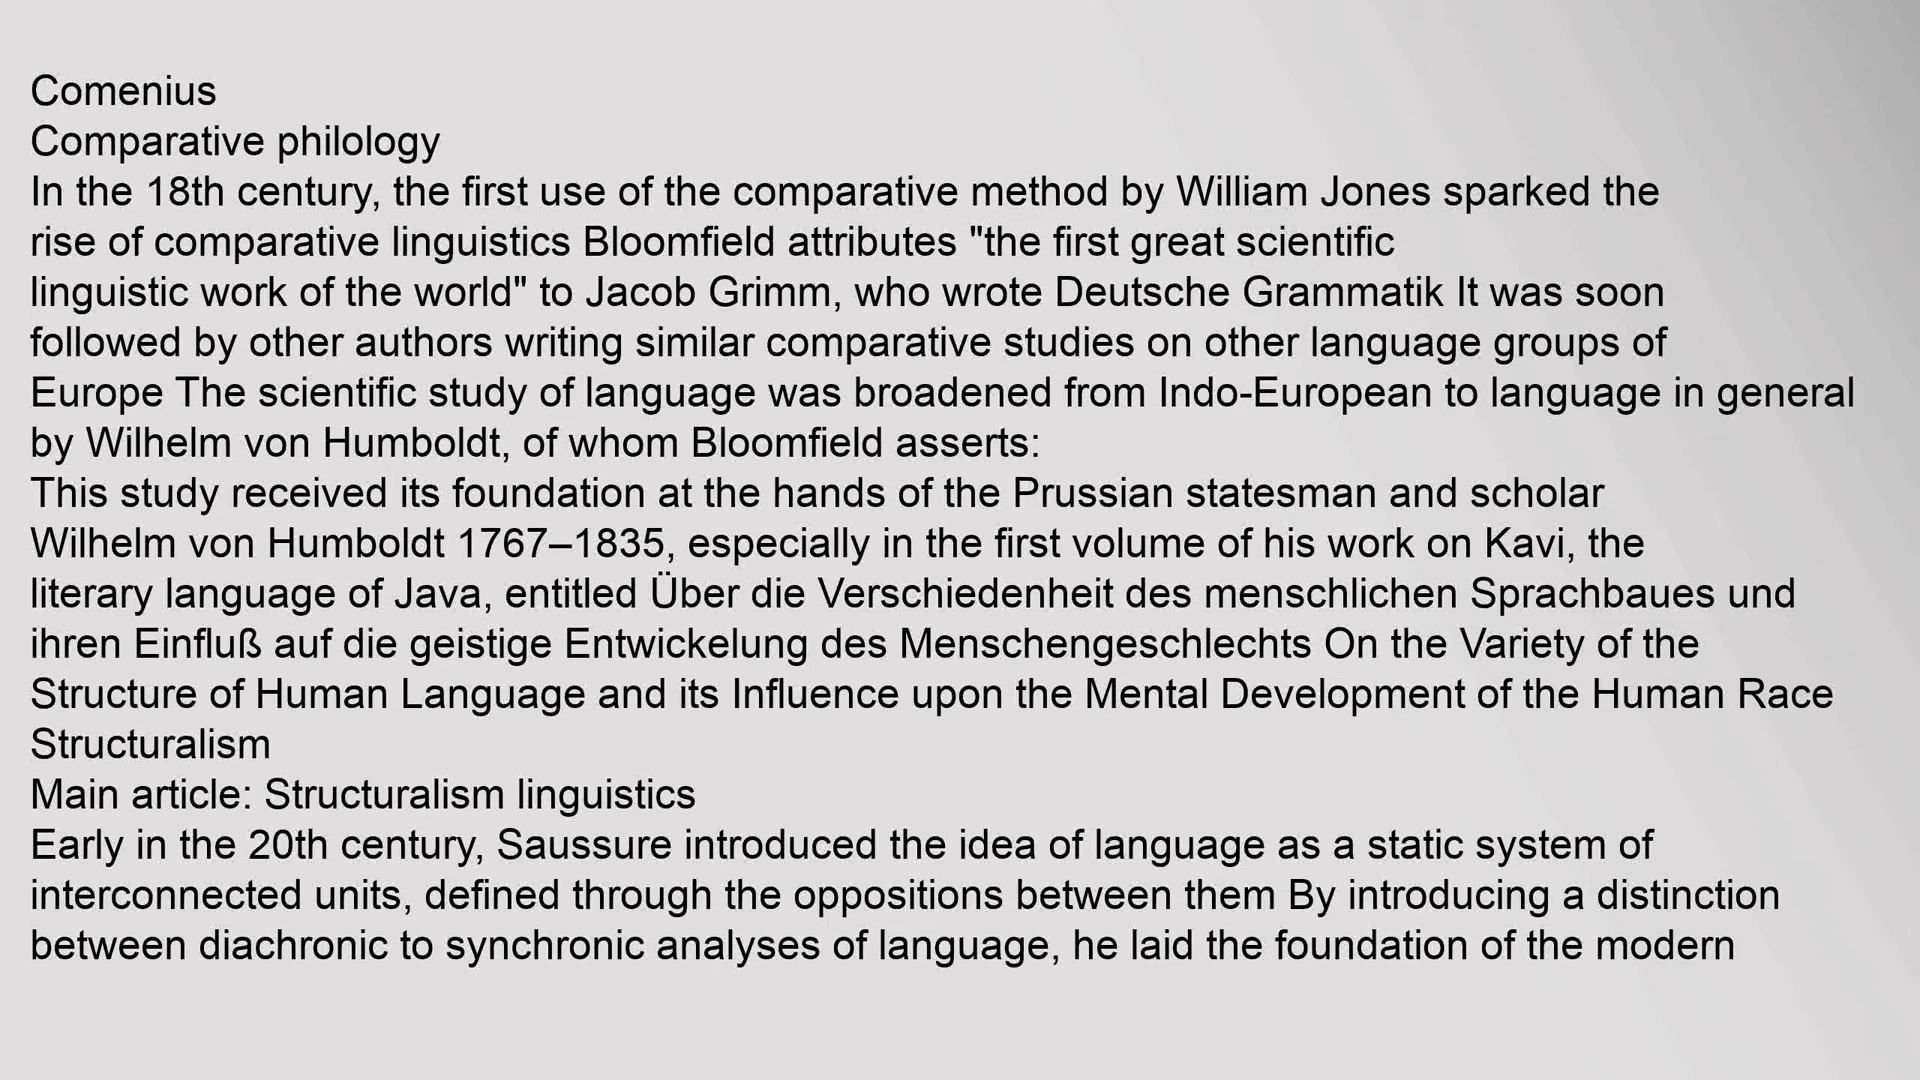 Comenius
Comparative philology
In the 18th century, the first use of the comparative method by William Jones sparked the
rise of comparative linguistics Bloomfield attributes "the first great scientific
linguistic work of the world" to Jacob Grimm, who wrote Deutsche Grammatik It was soon
followed by other authors writing similar comparative studies on other language groups of
Europe The scientific study of language was broadened from Indo-European to language in general
by Wilhelm von Humboldt, of whom Bloomfield asserts:
This study received its foundation at the hands of the Prussian statesman and scholar
Wilhelm von Humboldt 1767–1835, especially in the first volume of his work on Kavi, the
literary language of Java, entitled Über die Verschiedenheit des menschlichen Sprachbaues und
ihren Einfluß auf die geistige Entwickelung des Menschengeschlechts On the Variety of the
Structure of Human Language and its Influence upon the Mental Development of the Human Race
Structuralism
Main article: Structuralism linguistics
Early in the 20th century, Saussure introduced the idea of language as a static system of
interconnected units, defined through the oppositions between them By introducing a distinction
between diachronic to synchronic analyses of language, he laid the foundation of the modern